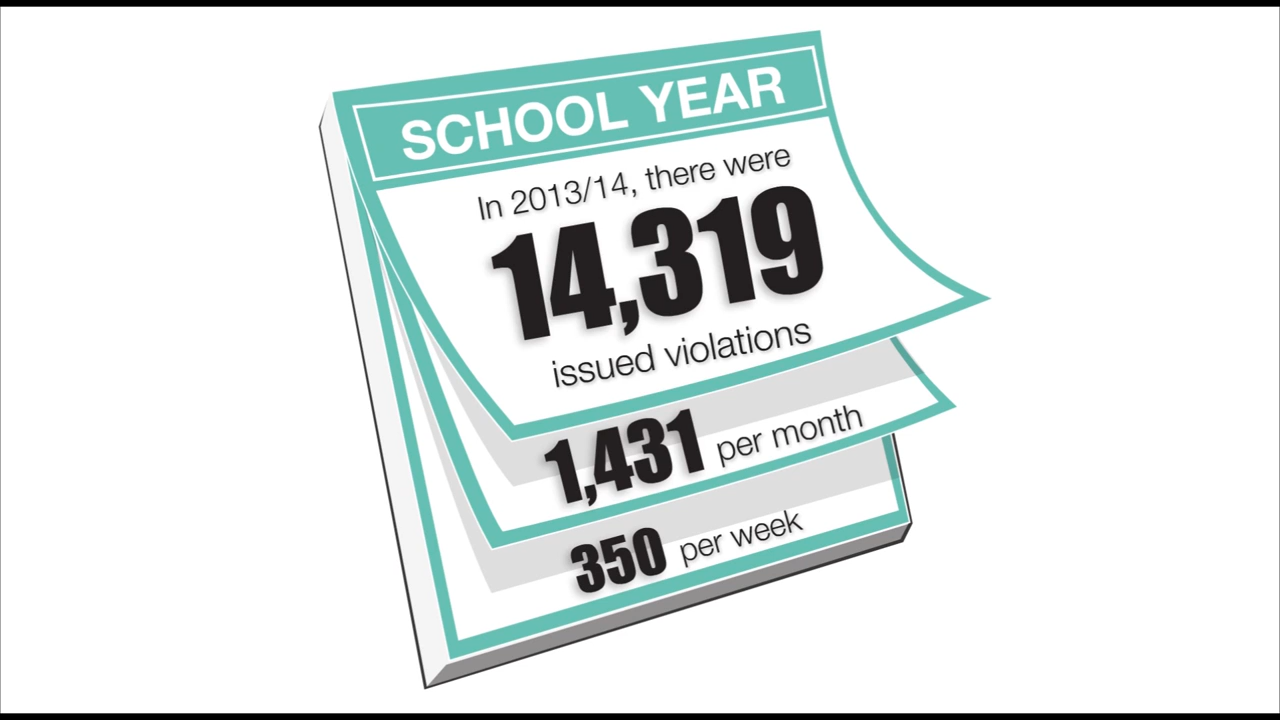 SCHOOL YEAR
In 2013/14, there were
14,319
issued violations
1,431 per month
350 per week